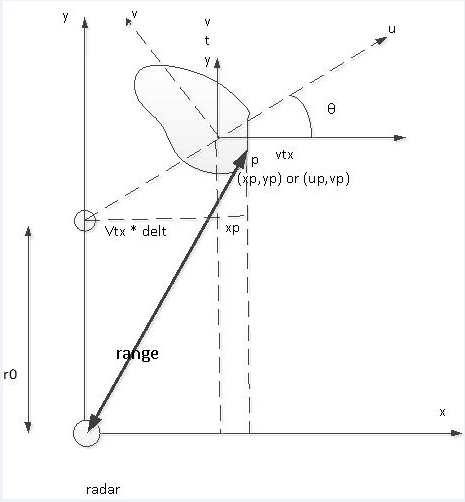 y
v
v
t
y
u
θ
vtx
p
(xp,yp) or (up,vp)
Vtx * delt
xp
range
r0
x
radar